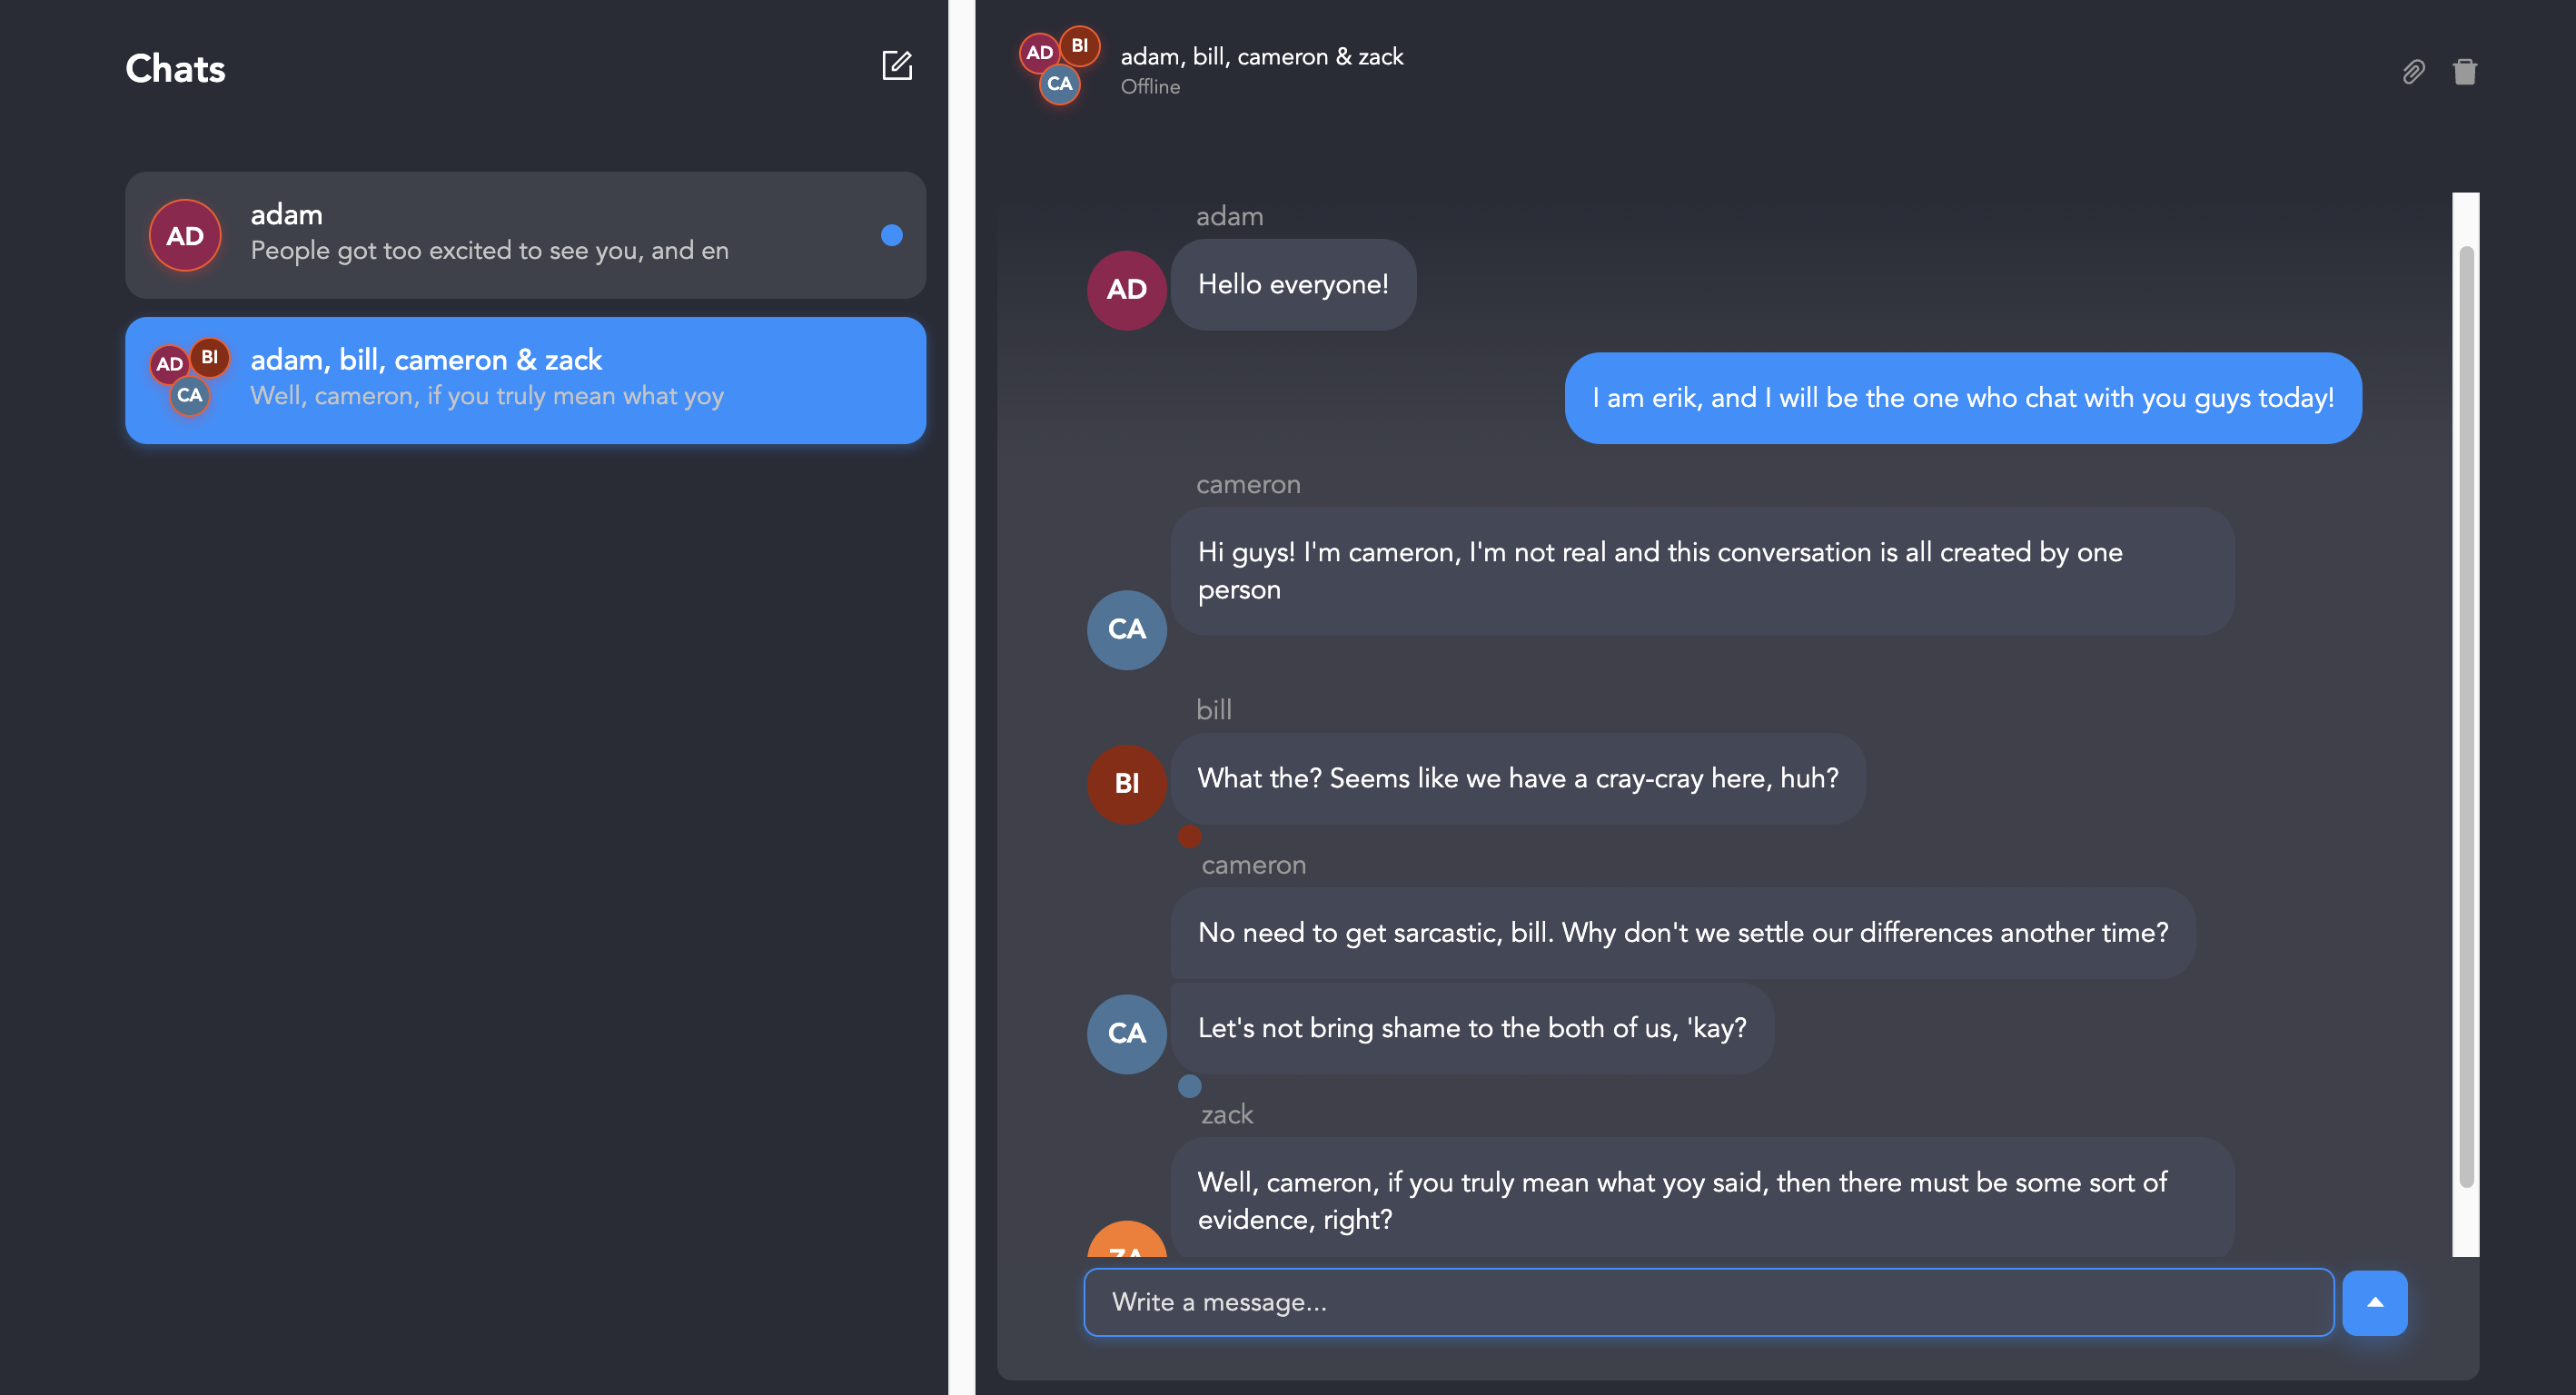 Chats
AD
adam
People got too excited to see you, and en
AD
BI
CA
adam, bill, cameron & zack
Well, cameron, if you truly mean what yoy
AD
BI
CA
adam, bill, cameron & zack
Offline
adam
AD
Hello everyone!
I am erik, and I will be the one who chat with you guys today!
cameron
Hi guys! I'm cameron, I'm not real and this conversation is all created by one
person
CA
bill
BI
What the? Seems like we have a cray-cray here, huh?
cameron
No need to get sarcastic, bill. Why don't we settle our differences another time?
CA
Let's not bring shame to the both of us, 'kay?
zack
Well, cameron, if you truly mean what yoy said, then there must be some sort of
evidence, right?
ZA
Write a message...